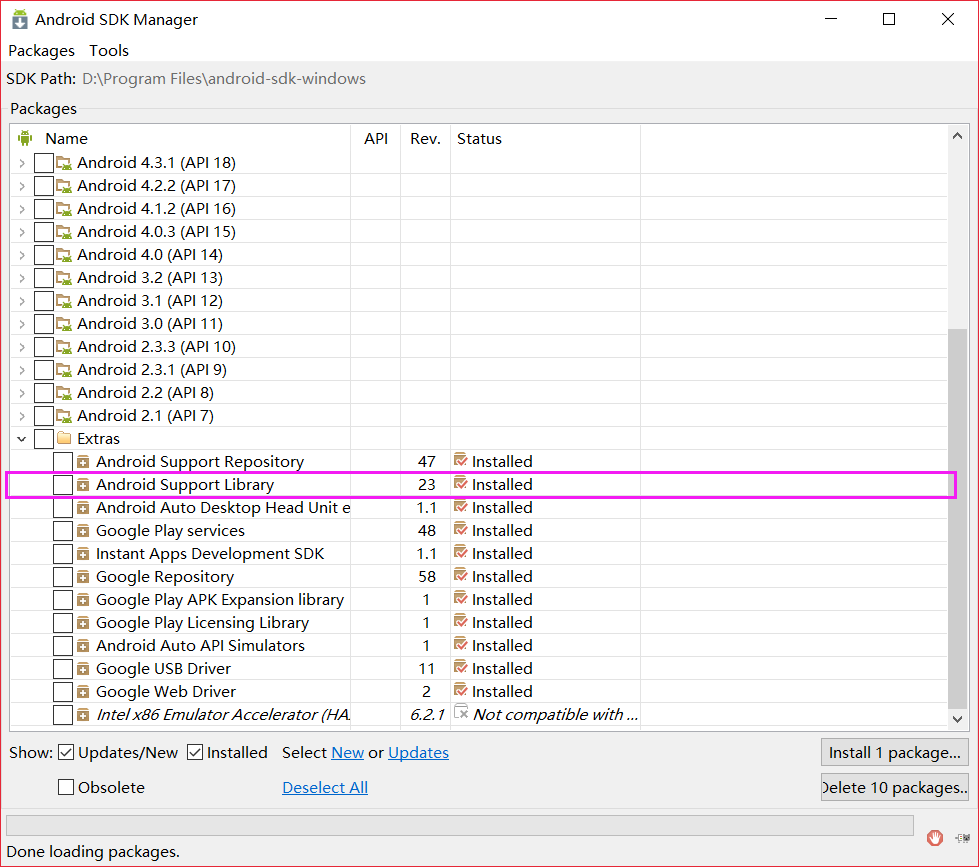 Android SDK Manager
Packages Tools
SDK Path: D:\Program Files\android-sdk-windows
Packages
Name API Rev. Status
Android 4.3.1 (API 18)
Android 4.2.2 (API 17)
Android 4.1.2 (API 16)
Android 4.0.3 (API 15)
Android 4.0 (API 14)
Android 3.2 (API 13)
Android 3.1 (API 12)
Android 3.0 (API 11)
Android 2.3.3 (API 10)
Android 2.3.1 (API 9)
Android 2.2 (API 8)
Android 2.1 (API 7)
Extras
Android Support Repository 47 Installed
Android Support Library 23 Installed
Android Auto Desktop Head Unit e 1.1 Installed
Google Play services 48 Installed
Instant Apps Development SDK 1.1 Installed
Google Repository 58 Installed
Google Play APK Expansion library 1 Installed
Google Play Licensing Library 1 Installed
Android Auto API Simulators 1 Installed
Google USB Driver 11 Installed
Google Web Driver 2 Installed
Intel x86 Emulator Accelerator (HA 6.2.1 Not compatible with ...
Show: Updates/New Installed Select New or Updates Install 1 package...
Obsolete Deselect All Delete 10 packages..
Done loading packages.